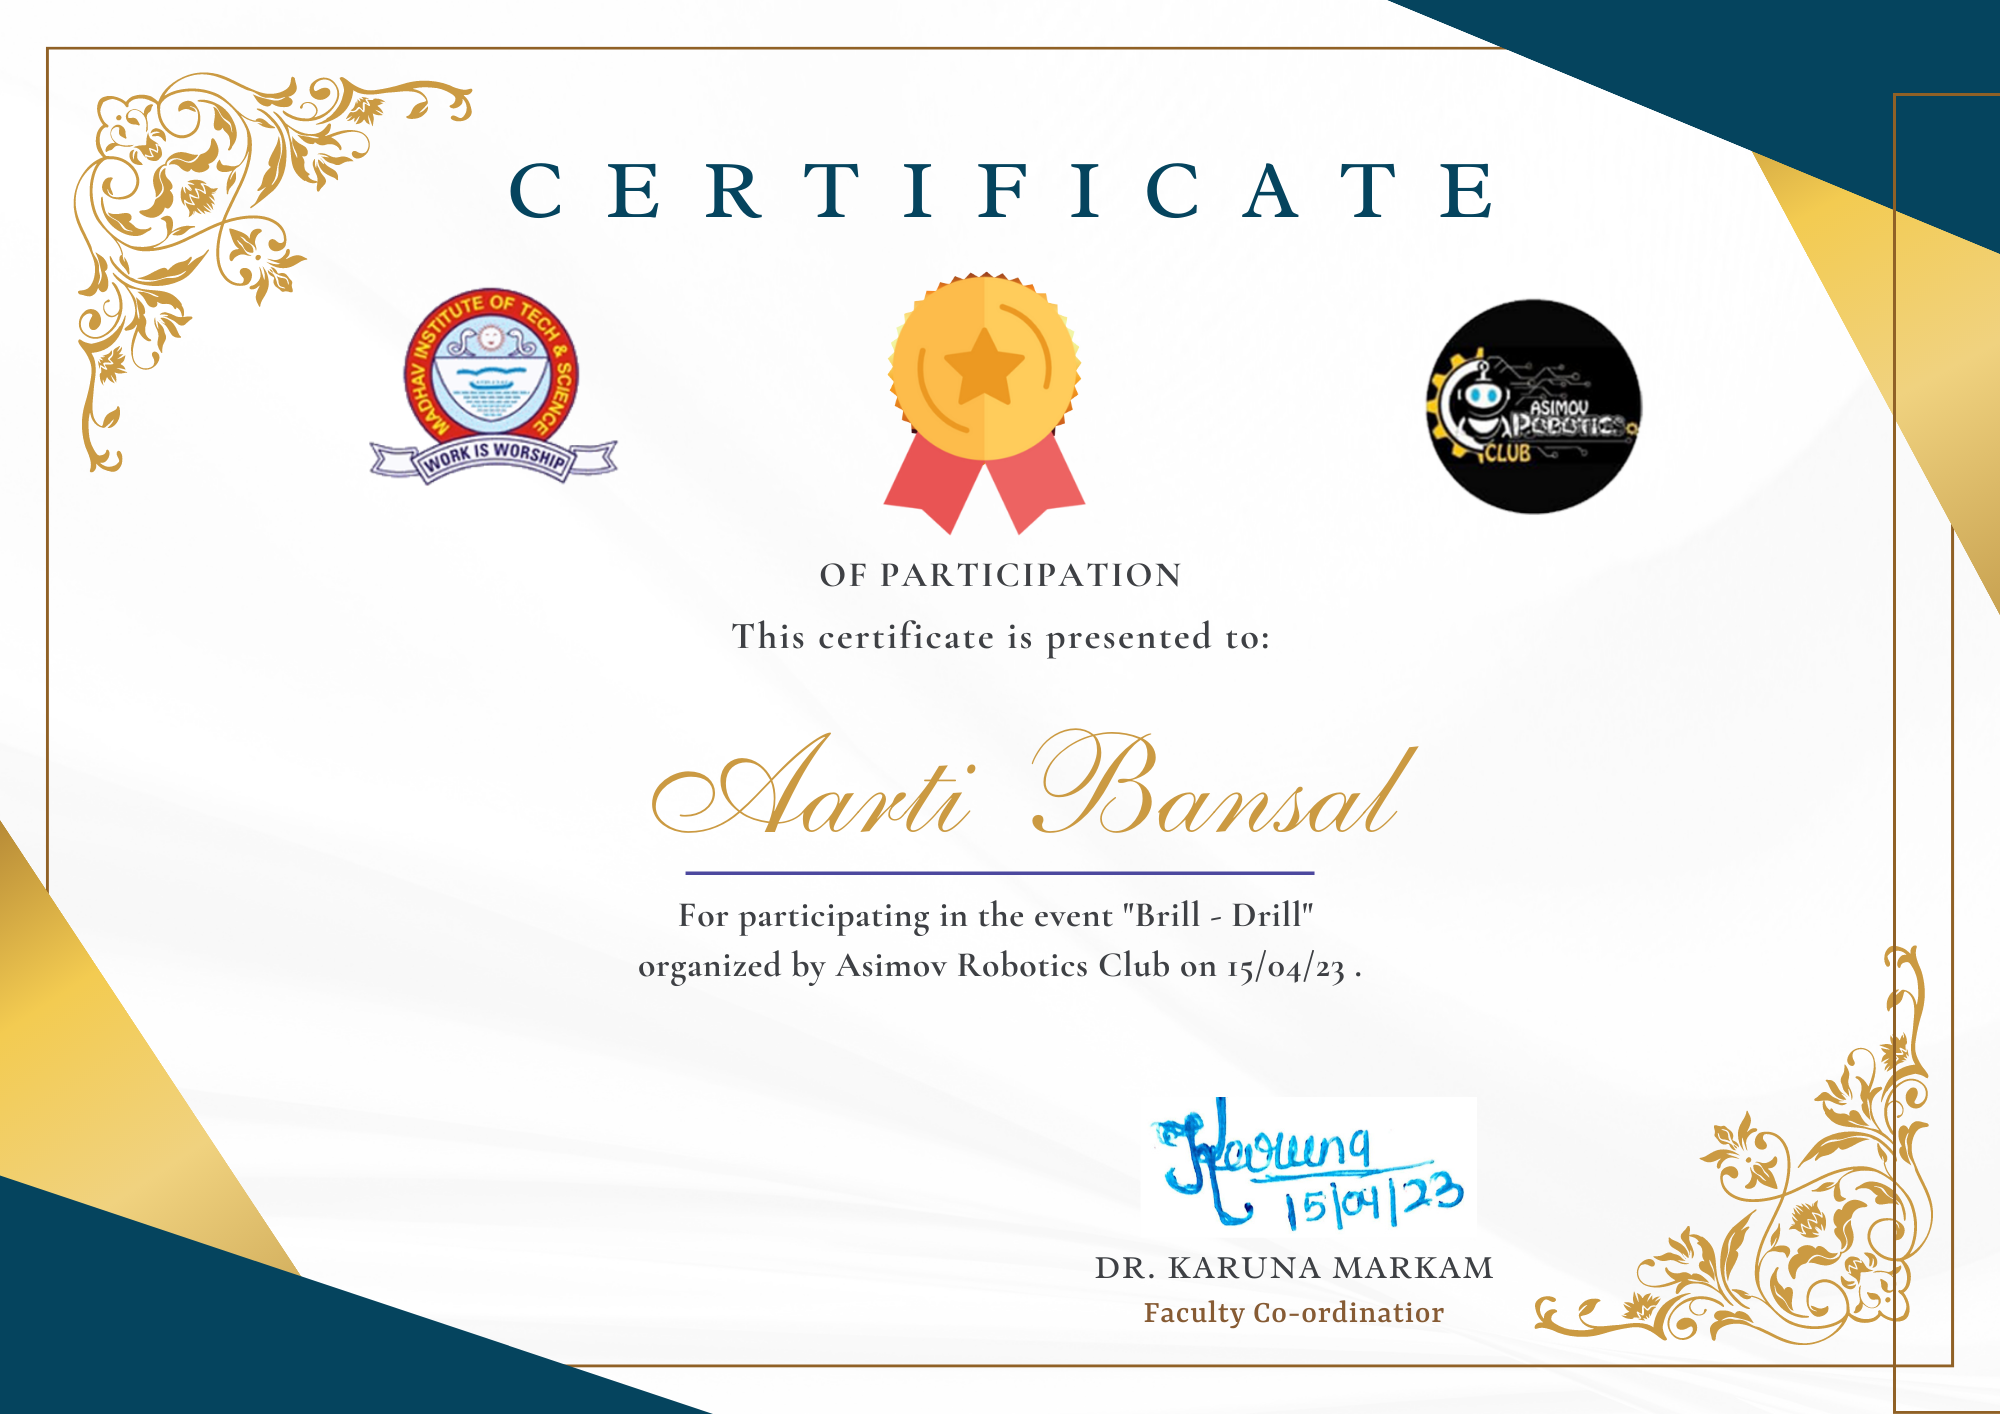 CERTIFICATE
MADHAV INSTITUTE OF TECH & SCIENCE
WORK IS WORSHIP
ASIMOV
ROBOTICS
CLUB
OF PARTICIPATION
This certificate is presented to:
Aarti Bansal
For participating in the event "Brill - Drill"
organized by Asimov Robotics Club on 15/04/23 .
Karuna
15/04/23
DR. KARUNA MARKAM
Faculty Co-ordinatior